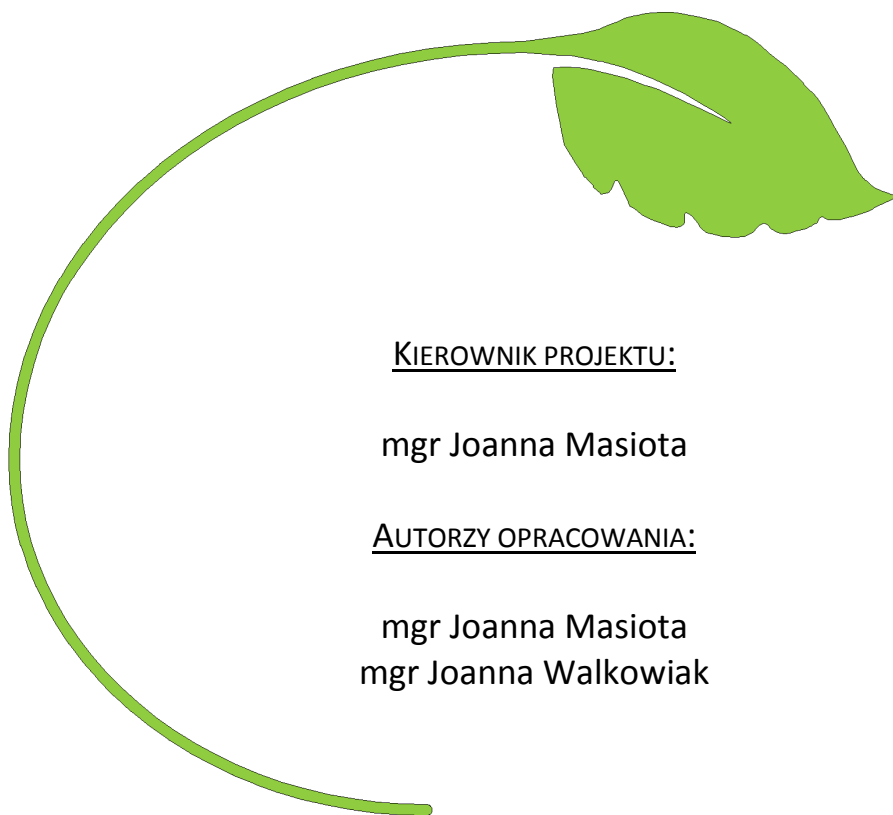 KIEROWNIK PROJEKTU:
mgr Joanna Masiota
AUTORZY OPRACOWANIA:
mgr Joanna Masiota
mgr Joanna Walkowiak